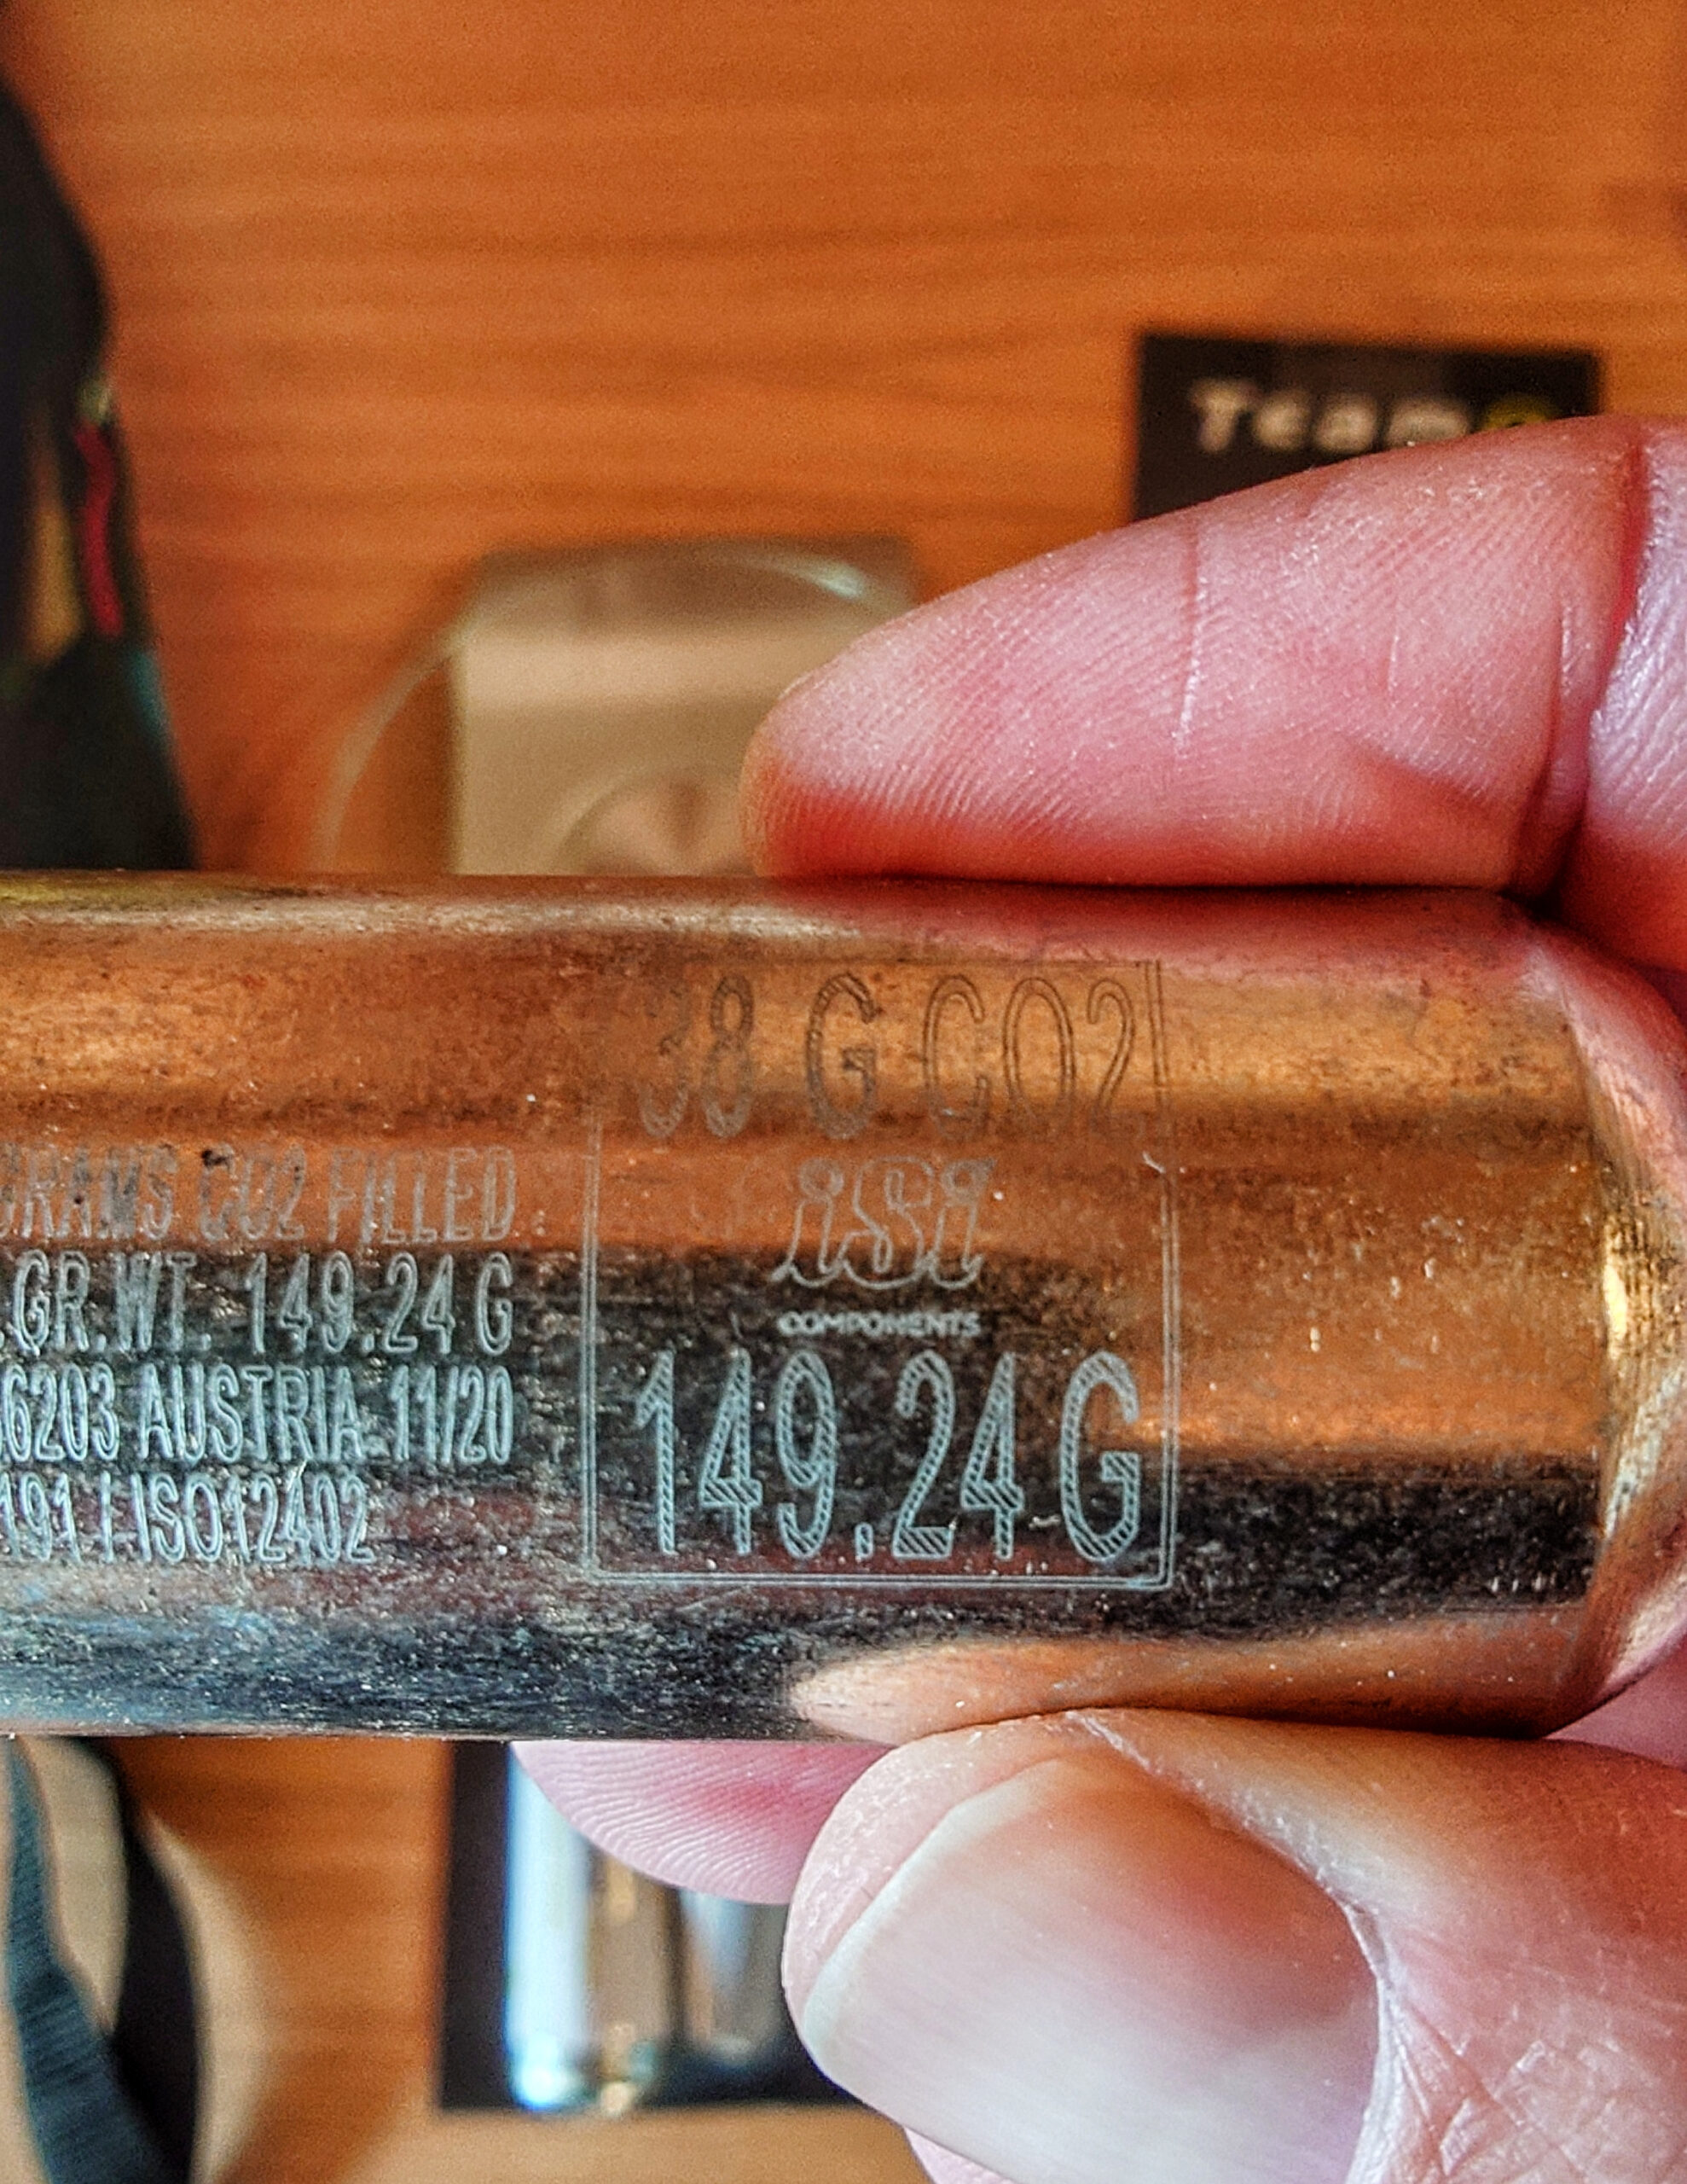 Team
38 G CO2
iSi
COMPONENTS
149.24 G
GRAMS CO2 FILLED
.GR.WT. 149.24 G
6203 AUSTRIA 11/20
191 / ISO12402